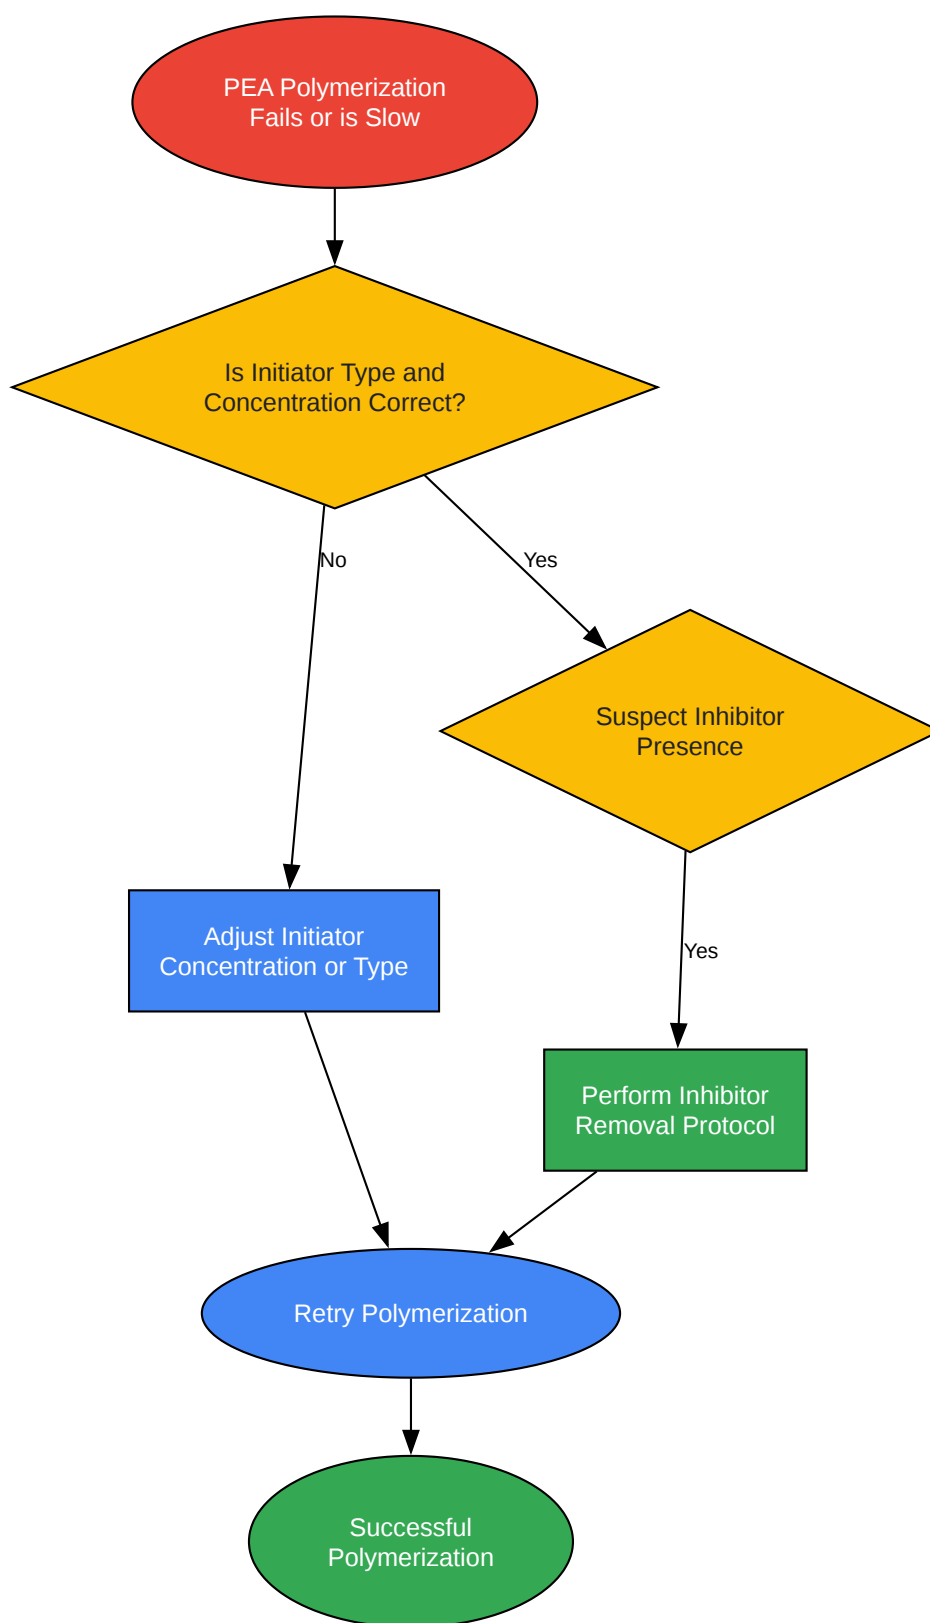 PEA Polymerization
Fails or is Slow
Is Initiator Type and
Concentration Correct?
No
Yes
Suspect Inhibitor
Presence
Adjust Initiator
Concentration or Type
Yes
Perform Inhibitor
Removal Protocol
Retry Polymerization
Successful
Polymerization